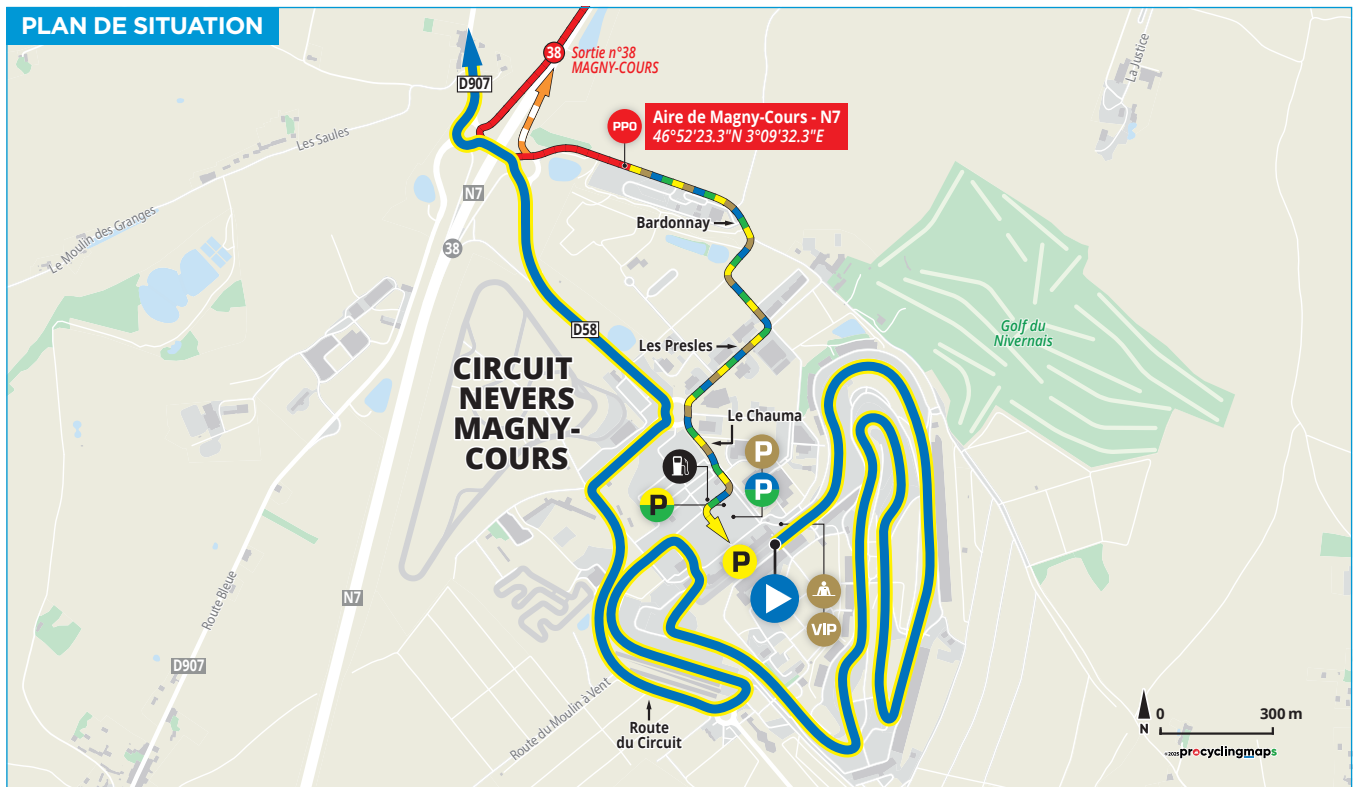 PLAN DE SITUATION
38
Sortie n°38
MAGNY-COURS
La Justice
D907
PPO
Aire de Magny-Cours - N7
46°52'23.3"N 3°09'32.3"E
Les Saules
N7
Bardonnay
Le Moulin des Granges
38
Golf du
Nivernais
D58
Les Presles
CIRCUIT
NEVERS
MAGNY-
COURS
Le Chauma
P
P
P
P
VIP
N7
Route Bleue
D907
Route du Moulin à Vent
Route
du Circuit
N
0
300 m
©2025 procyclingmaps